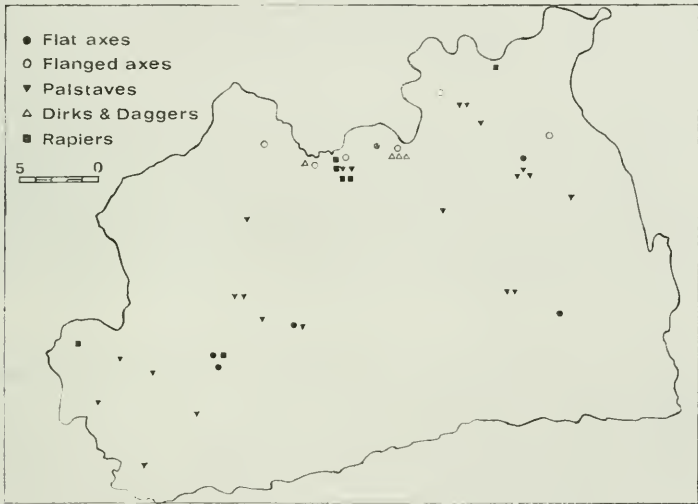 Flat axes
Flanged axes
Palstaves
Dirks & Daggers
Rapiers
5 0